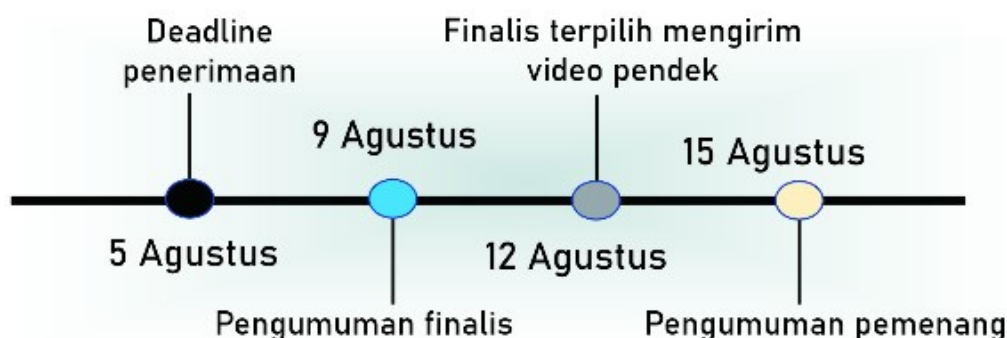 Deadline
penerimaan
5 Agustus
9 Agustus
Pengumuman finalis
Finalis terpilih mengirim
video pendek
12 Agustus
15 Agustus
Pengumuman pemenang